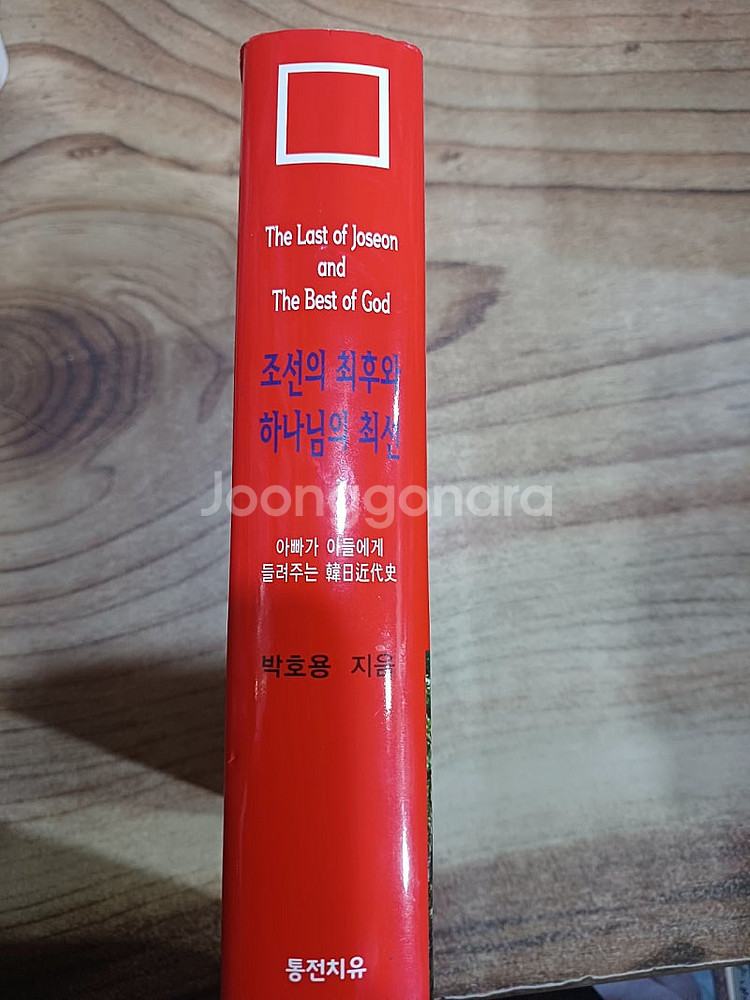 The Last of Joseon
and
The Best of God
조선의 최후와
하나님의 최선
Joonggonara
아빠가 아들에게
들려주는 韓日近代史
박호용 지음
통전치유